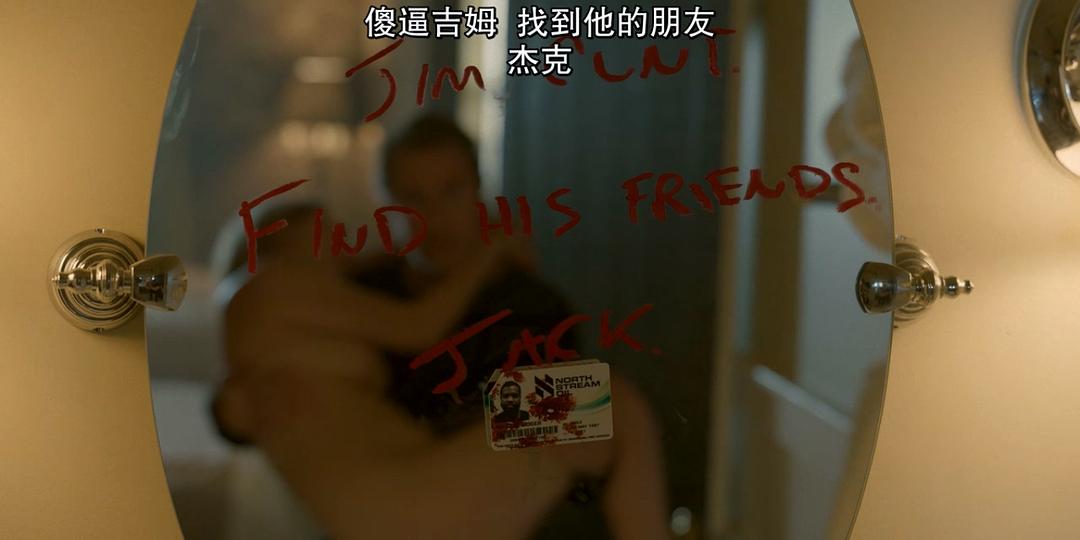 傻逼吉姆 找到他的朋友
杰克
JIM CUNT.
FIND HIS FRIENDS.
JACK.
NORTH
STREAM
OIL